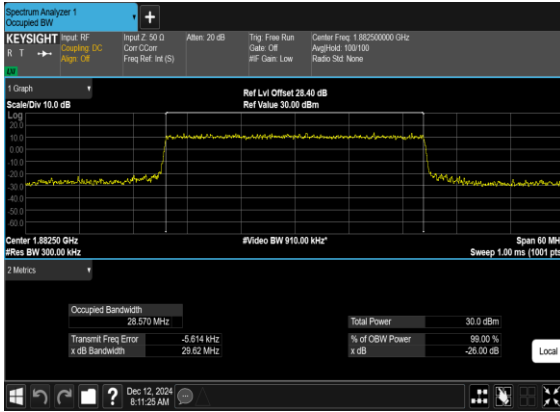 Spectrum Analyzer 1
Occupied BW
+
KEYSIGHT Input: RF Input Z: 50 Ω Atten: 20 dB Trig: Free Run Center Freq: 1.882500000 GHz
R T Coupling: DC Corr CCorr Gate: Off Avg|Hold: 100/100
Align: Off Freq Ref: Int (S) #IF Gain: Low Radio Std: None
1 Graph
Ref Lvl Offset 28.40 dB
Scale/Div 10.0 dB Ref Value 30.00 dBm
Log
20.0
10.0
0.00
-10.0
-20.0
-30.0
-40.0
-50.0
-60.0
Center 1.88250 GHz #Video BW 910.00 kHz* Span 60 MH
#Res BW 300.00 kHz Sweep 1.00 ms (1001 pts
2 Metrics
Occupied Bandwidth
28.570 MHz Total Power 30.0 dBm
Transmit Freq Error -5.614 kHz % of OBW Power 99.00 %
x dB Bandwidth 29.62 MHz x dB -26.00 dB
Local
? Dec 12, 2024
8:11:25 AM